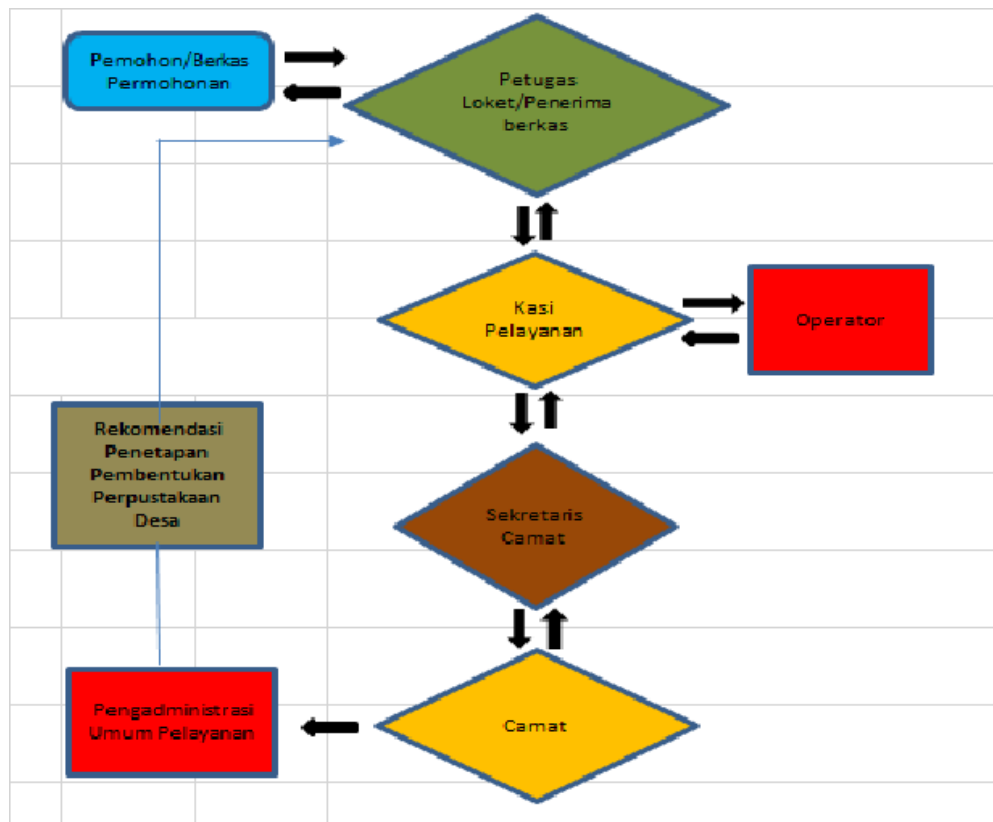 Pemohon/Berkas
Permohonan
Petugas
Loket/Penerima
berkas
Kasi
Pelayanan
Operator
Rekomendasi
Penetapan
Pembentukan
Perpustakaan
Desa
Sekretaris
Camat
Pengadministrasi
Umum Pelayanan
Camat